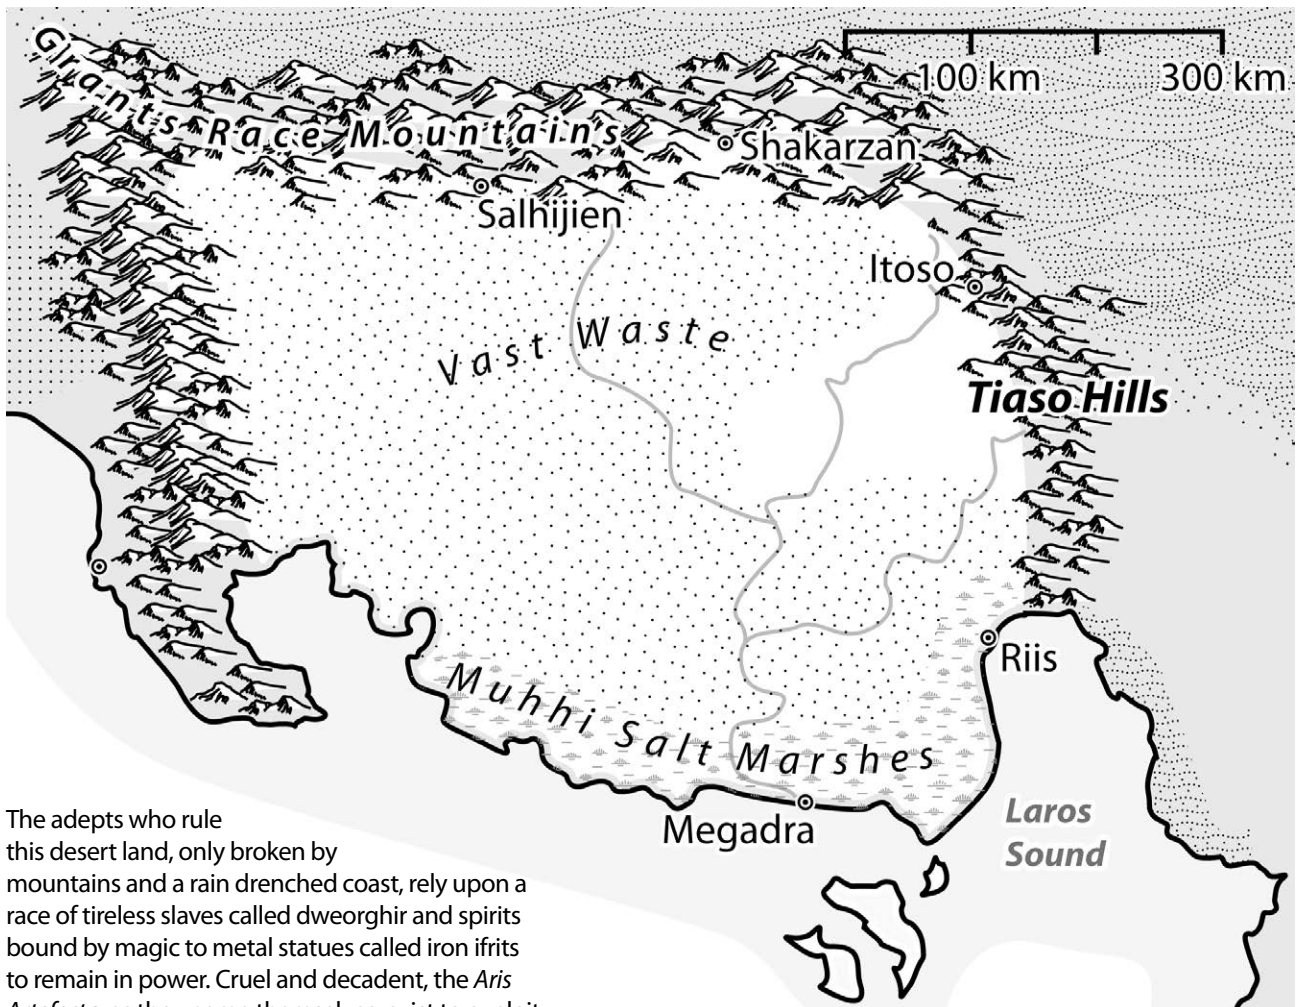 Giant's Race Mountains
100 km
300 km
Shakarzan
Salhijien
Itoso
Vast Waste
Tiaso Hills
Riis
Muhhi Salt Marshes
Megadra
Laros
Sound
The adepts who rule
this desert land, only broken by
mountains and a rain drenched coast, rely upon a
race of tireless slaves called dweorghir and spirits
bound by magic to metal statues called iron ifrits
to remain in power. Cruel and decadent, the Aris